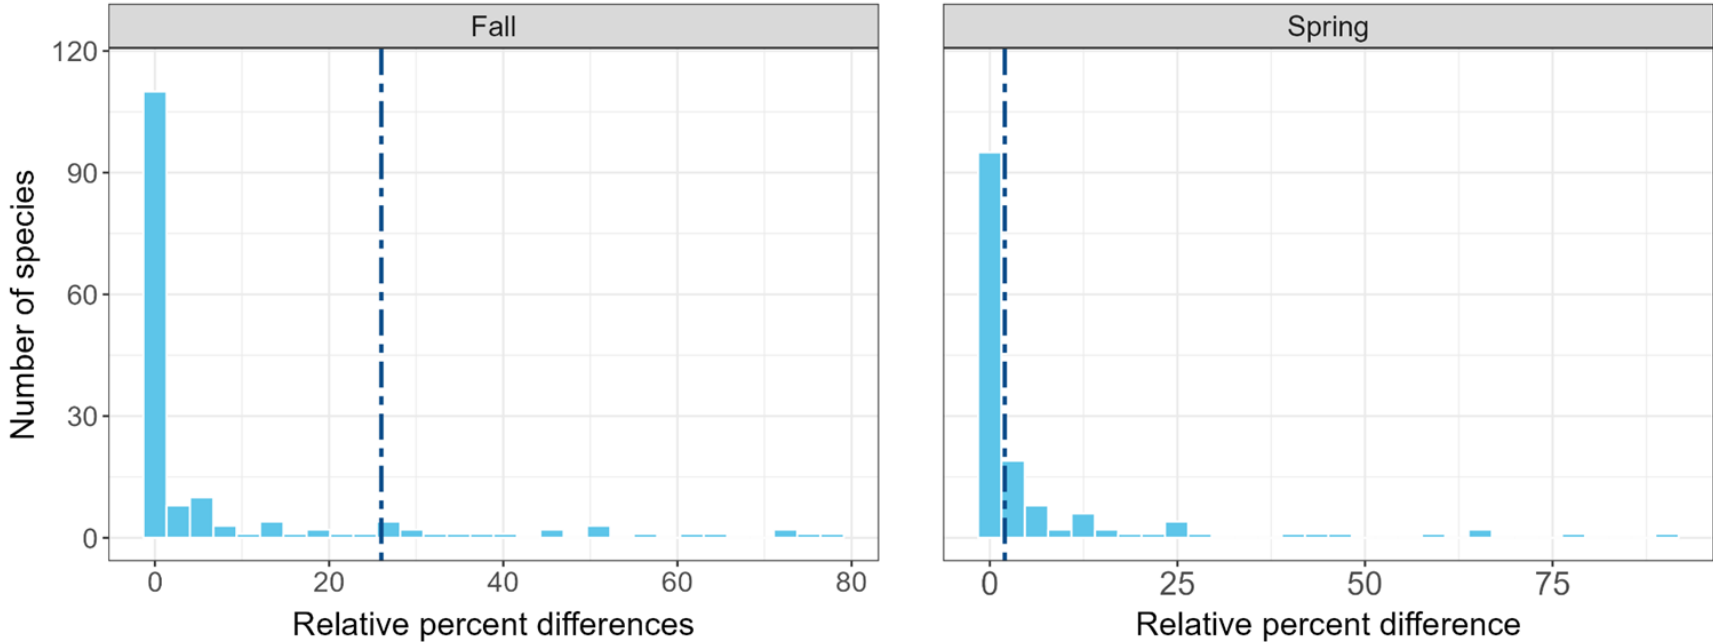 Fall
Spring
120
90
60
30
0
Number of species
0 20 40 60 80
0 25 50 75
Relative percent differences
Relative percent difference